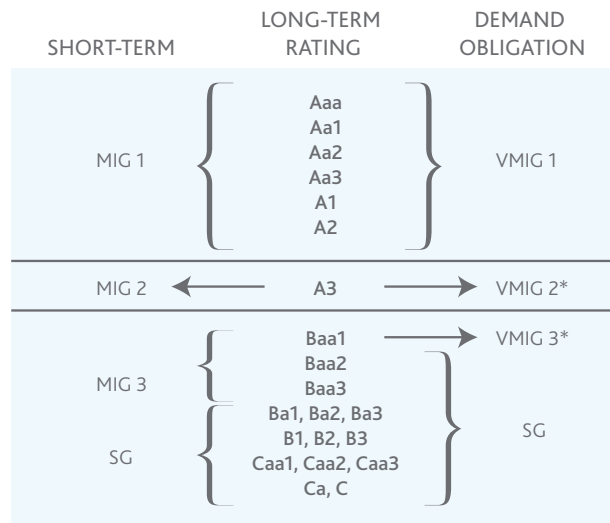 SHORT-TERM
LONG-TERM
RATING
DEMAND
OBLIGATION
MIG 1
Aaa
Aa1
Aa2
Aa3
A1
A2
VMIG 1
MIG 2
A3
VMIG 2*
MIG 3
Baa1
VMIG 3*
Baa2
Baa3
SG
Ba1, Ba2, Ba3
B1, B2, B3
Caa1, Caa2, Caa3
Ca, C
SG